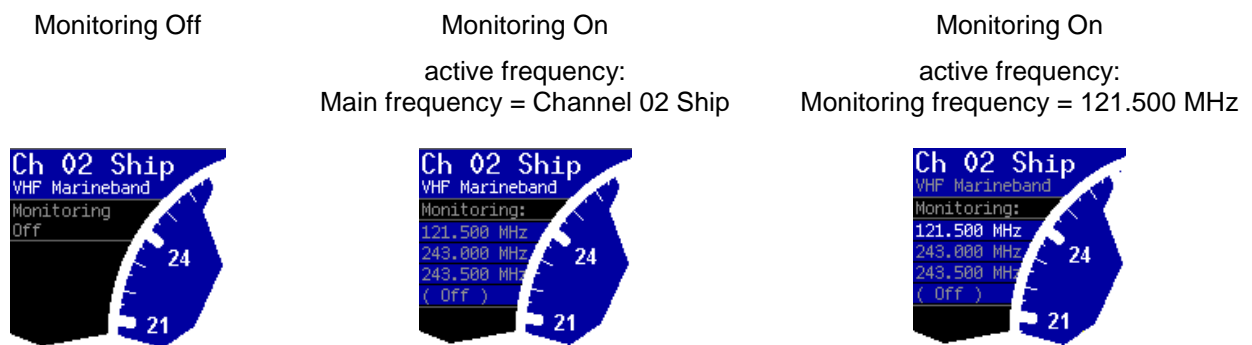 Monitoring Off
Monitoring On
active frequency:
Main frequency = Channel 02 Ship
Monitoring On
active frequency:
Monitoring frequency = 121.500 MHz
Ch 02 Ship
VHF Marineband
Monitoring
Off
24
21
Ch 02 Ship
VHF Marineband
Monitoring:
121.500 MHz
243.000 MHz
243.500 MHz
( Off )
24
21
Ch 02 Ship
VHF Marineband
Monitoring:
121.500 MHz
243.000 MHz
243.500 MHz
( Off )
24
21